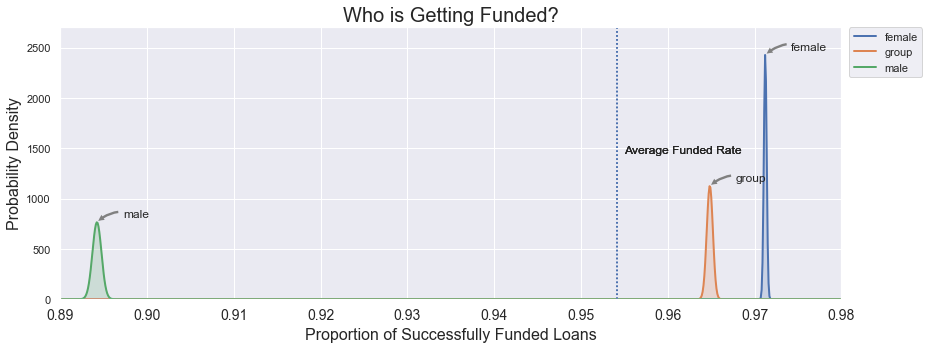 Who is Getting Funded?
2500
2000
1500
1000
500
0
Probability Density
female
group
male
female
Average Funded Rate
group
male
0.89 0.90 0.91 0.92 0.93 0.94 0.95 0.96 0.97 0.98
Proportion of Successfully Funded Loans